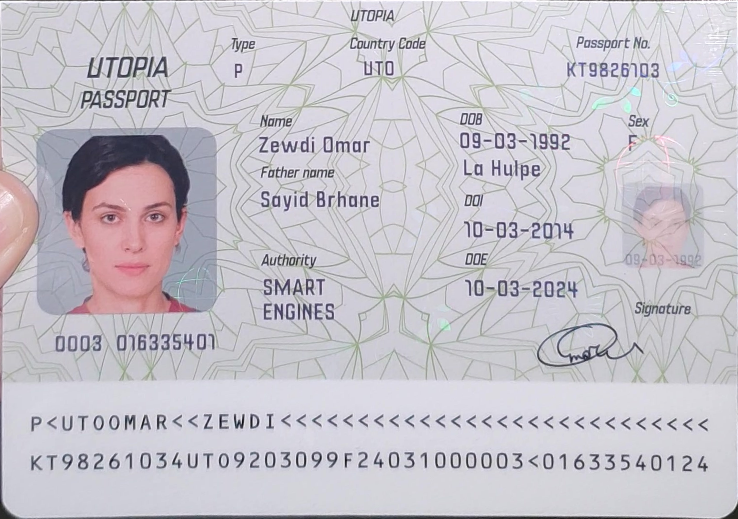 UTOPIA
Type Country Code Passport No.
UTOPIA P UTO KT9826103
PASSPORT
Name DOB Sex
Zewdi Omar 09-03-1992 F
Father name La Hulpe
Sayid Brhane DOI
10-03-2014
Authority DOE
SMART 10-03-2024
ENGINES
09-03-1992
Signature
0003 016335401
Omar
P<UTOOMAR<<ZEWDI<<<<<<<<<<<<<<<<<<<<<<<<<<<<
KT98261034UTO9203099F24031000003<01633540124